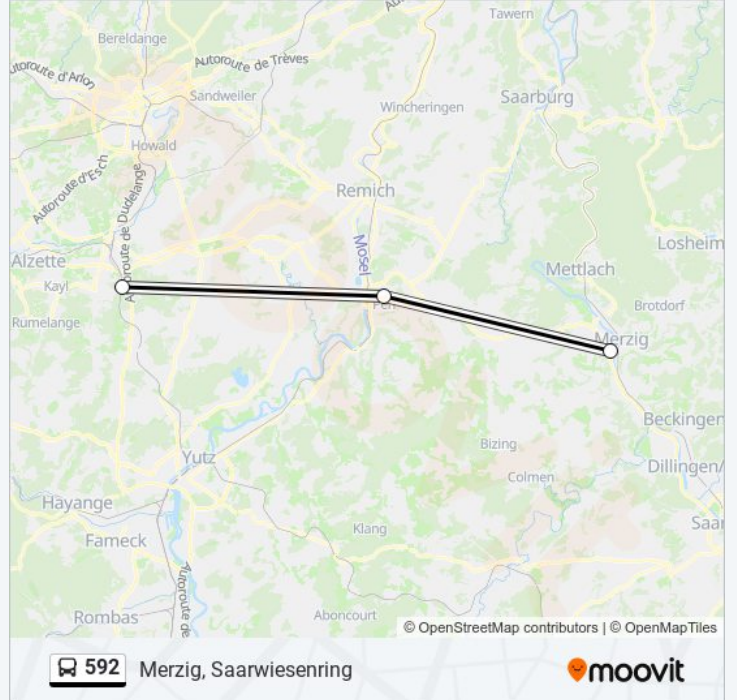 Tawern
Bereldange
Autoroute de Trèves
Autoroute d'Arlon
Sandweiler
Saarburg
Wincheringen
Howald
Autoroute d'Esch
Autoroute de Dudelange
Remich
Mosel
Losheim
Alzette
Mettlach
Kayl
Brotdorf
Rumelange
Merzig
Beckingen
Bizing
Yutz
Dillingen/
Colmen
Hayange
Saar
Klang
Fameck
Autoroute de
Rombas
Aboncourt
© OpenStreetMap contributors | © OpenMapTiles
592 Merzig, Saarwiesenring
moovit